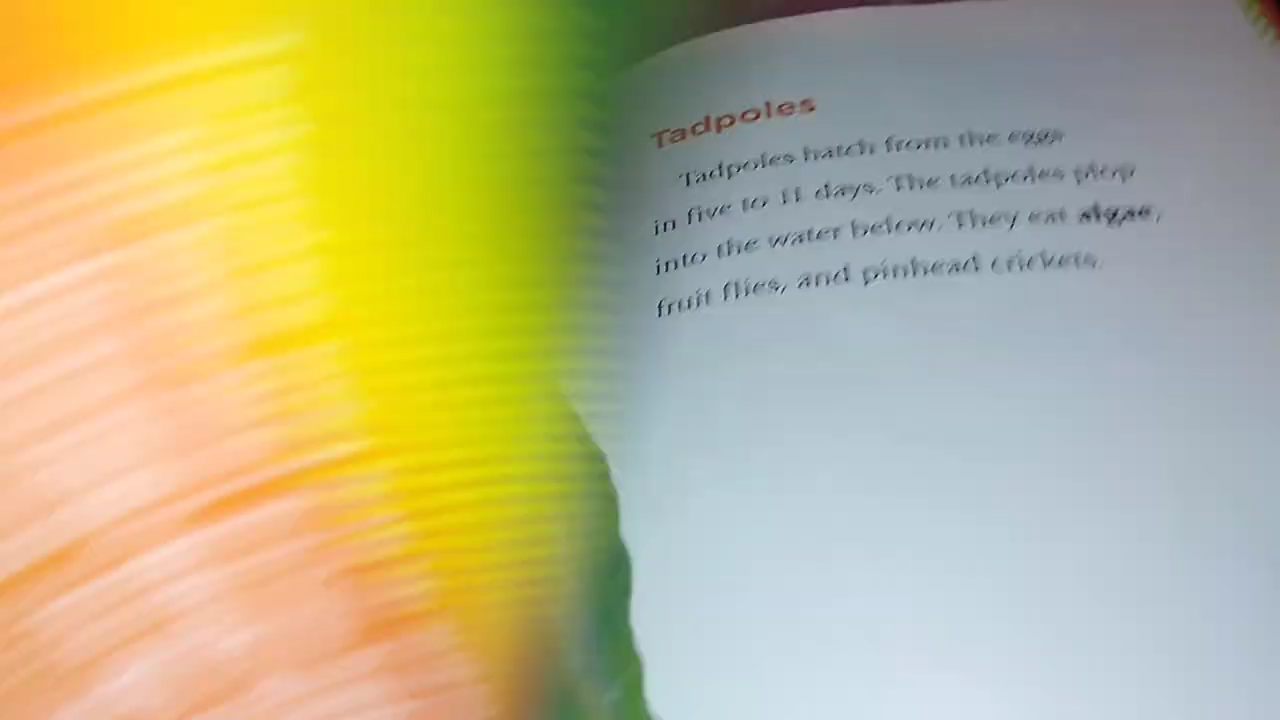 Tadpoles
Tadpoles hatch from the eggs
in five to 11 days. The tadpoles plop
into the water below. They eat algae,
fruit flies, and pinhead crickets.